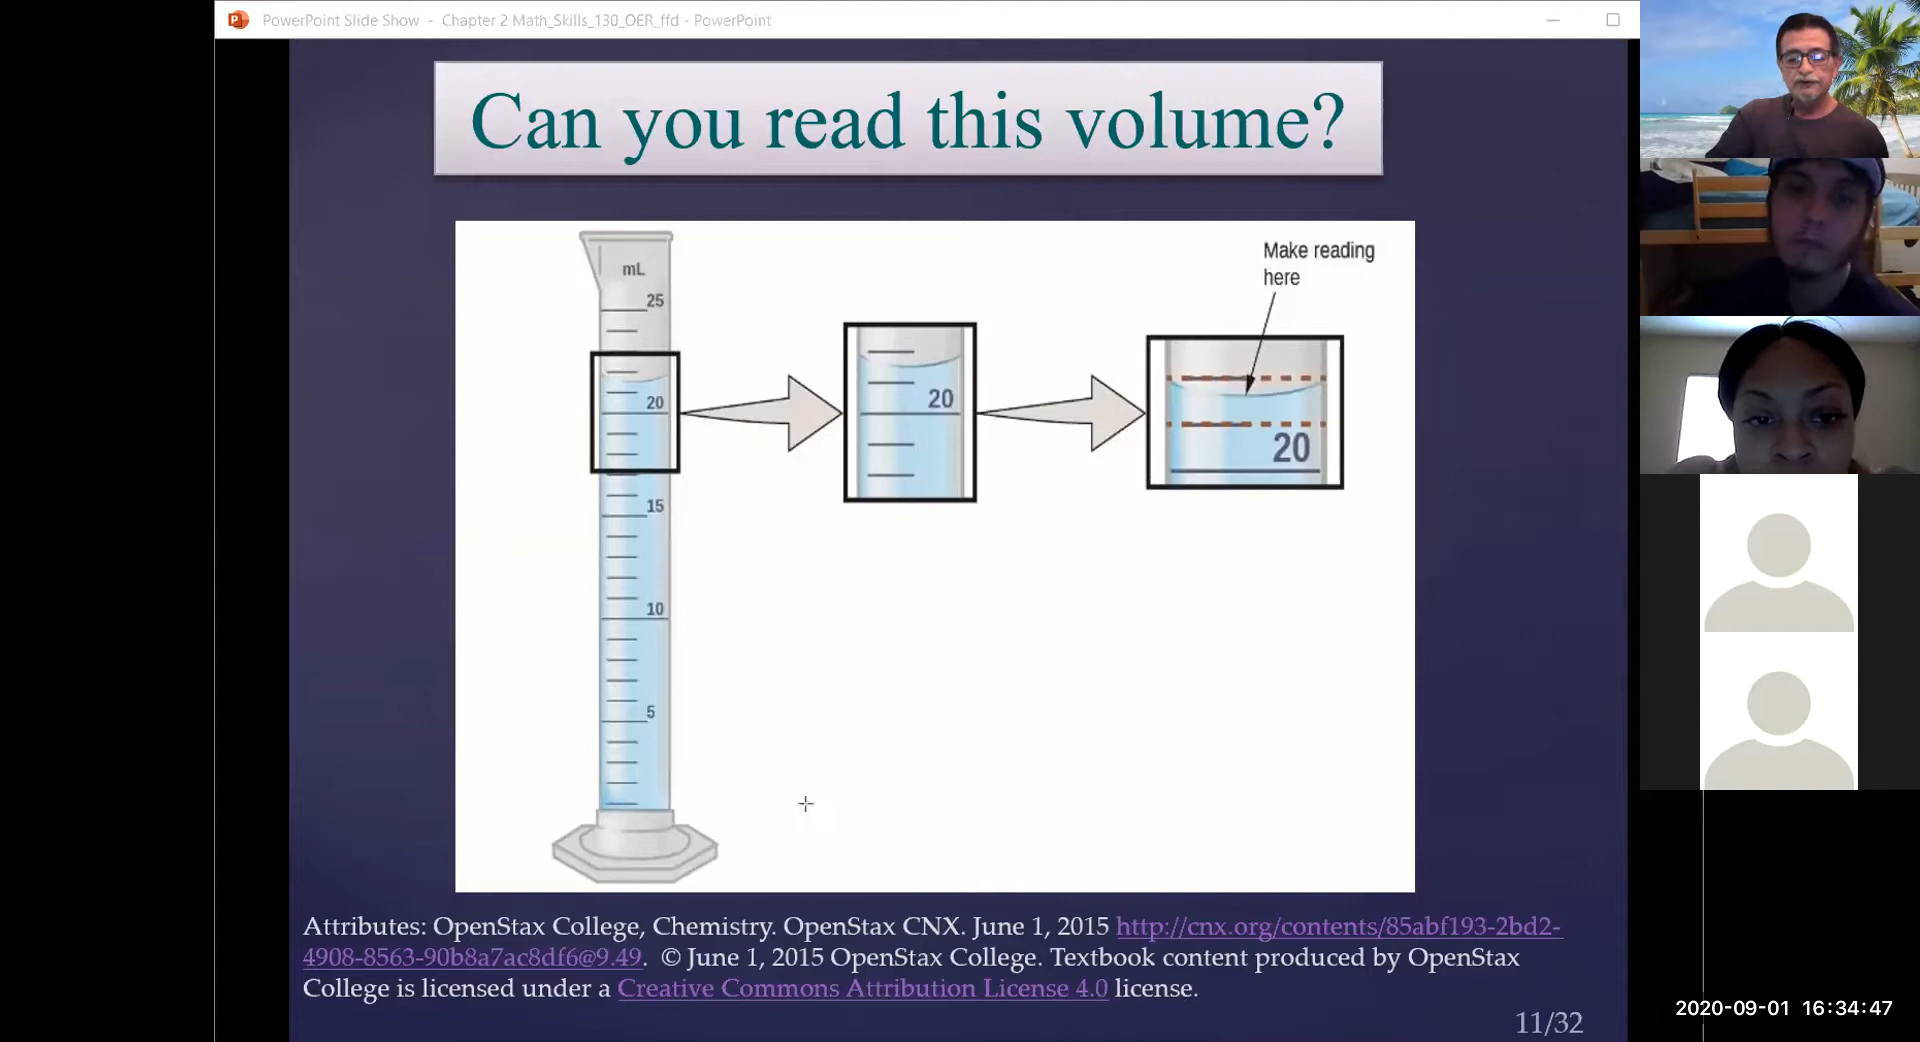 PowerPoint Slide Show - Chapter 2 Math_Skills_130_OER_ffd - PowerPoint
Can you read this volume?
mL
25
20
15
10
5
20
Make reading
here
20
Attributes: OpenStax College, Chemistry. OpenStax CNX. June 1, 2015 http://cnx.org/contents/85abf193-2bd2-
4908-8563-90b8a7ac8df6@9.49. © June 1, 2015 OpenStax College. Textbook content produced by OpenStax
College is licensed under a Creative Commons Attribution License 4.0 license.
11/32
2020-09-01 16:34:47